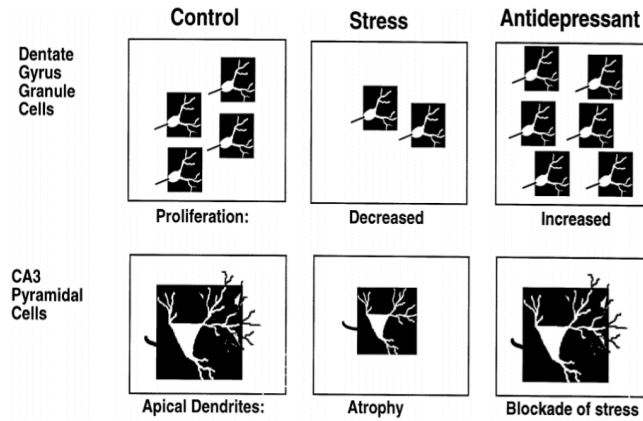 Control Stress Antidepressant
Dentate
Gyrus
Granule
Cells
Proliferation: Decreased Increased
CA3
Pyramidal
Cells
Apical Dendrites: Atrophy Blockade of stress